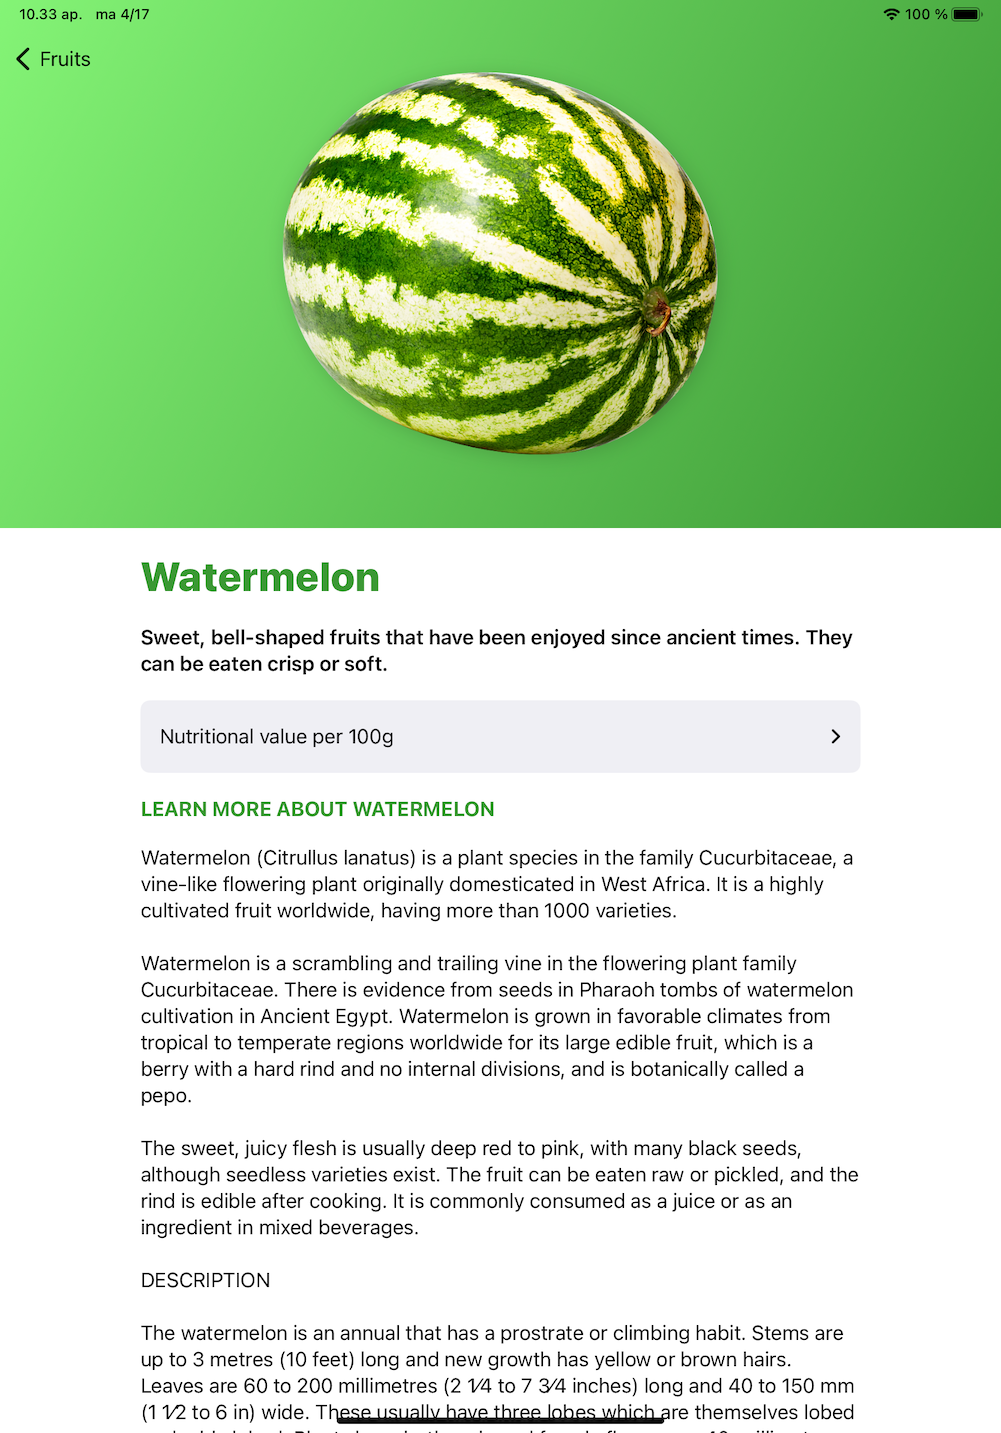 10.33 ap. ma 4/17
100 %
Fruits
Watermelon
Sweet, bell-shaped fruits that have been enjoyed since ancient times. They
can be eaten crisp or soft.
Nutritional value per 100g
LEARN MORE ABOUT WATERMELON
Watermelon (Citrullus lanatus) is a plant species in the family Cucurbitaceae, a
vine-like flowering plant originally domesticated in West Africa. It is a highly
cultivated fruit worldwide, having more than 1000 varieties.
Watermelon is a scrambling and trailing vine in the flowering plant family
Cucurbitaceae. There is evidence from seeds in Pharaoh tombs of watermelon
cultivation in Ancient Egypt. Watermelon is grown in favorable climates from
tropical to temperate regions worldwide for its large edible fruit, which is a
berry with a hard rind and no internal divisions, and is botanically called a
pepo.
The sweet, juicy flesh is usually deep red to pink, with many black seeds,
although seedless varieties exist. The fruit can be eaten raw or pickled, and the
rind is edible after cooking. It is commonly consumed as a juice or as an
ingredient in mixed beverages.
DESCRIPTION
The watermelon is an annual that has a prostrate or climbing habit. Stems are
up to 3 metres (10 feet) long and new growth has yellow or brown hairs.
Leaves are 60 to 200 millimetres (2 1⁄4 to 7 3⁄4 inches) long and 40 to 150 mm
(1 1⁄2 to 6 in) wide. These usually have three lobes which are themselves lobed